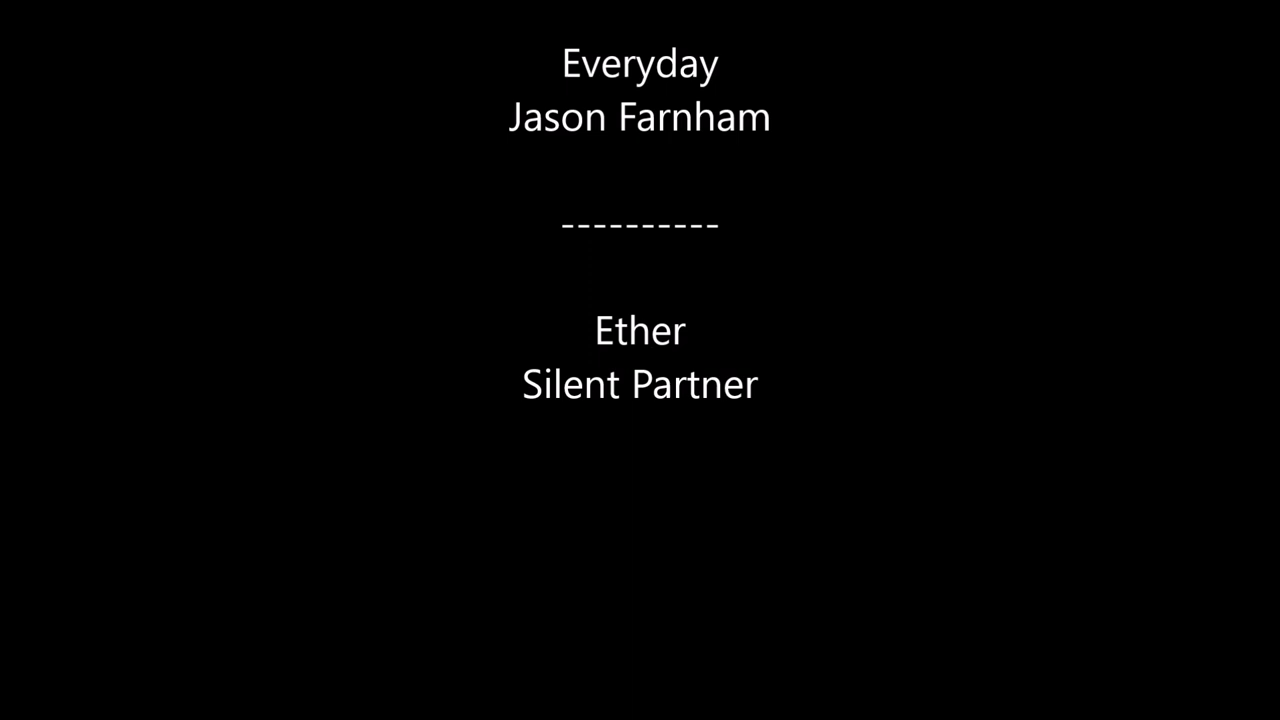 Everyday
Jason Farnham
----------
Ether
Silent Partner